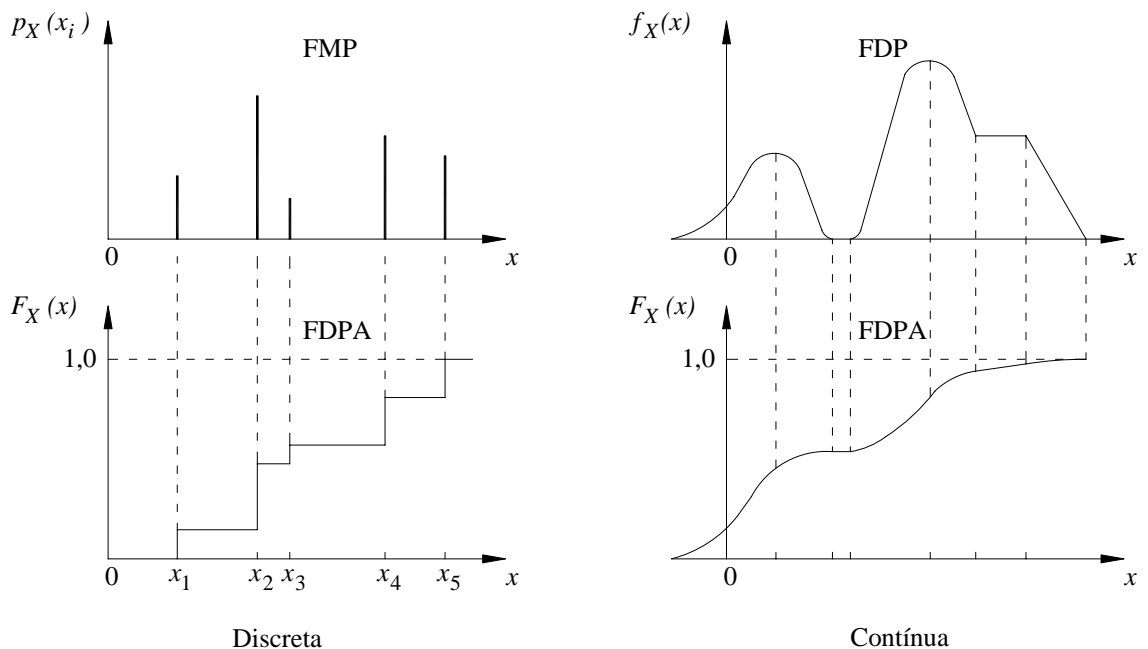 p_X(x_i)
FMP
0
x
F_X(x)
FDPA
1,0
0
x_1
x_2
x_3
x_4
x_5
x
Discreta
f_X(x)
FDP
0
x
F_X(x)
FDPA
1,0
0
x
Contínua